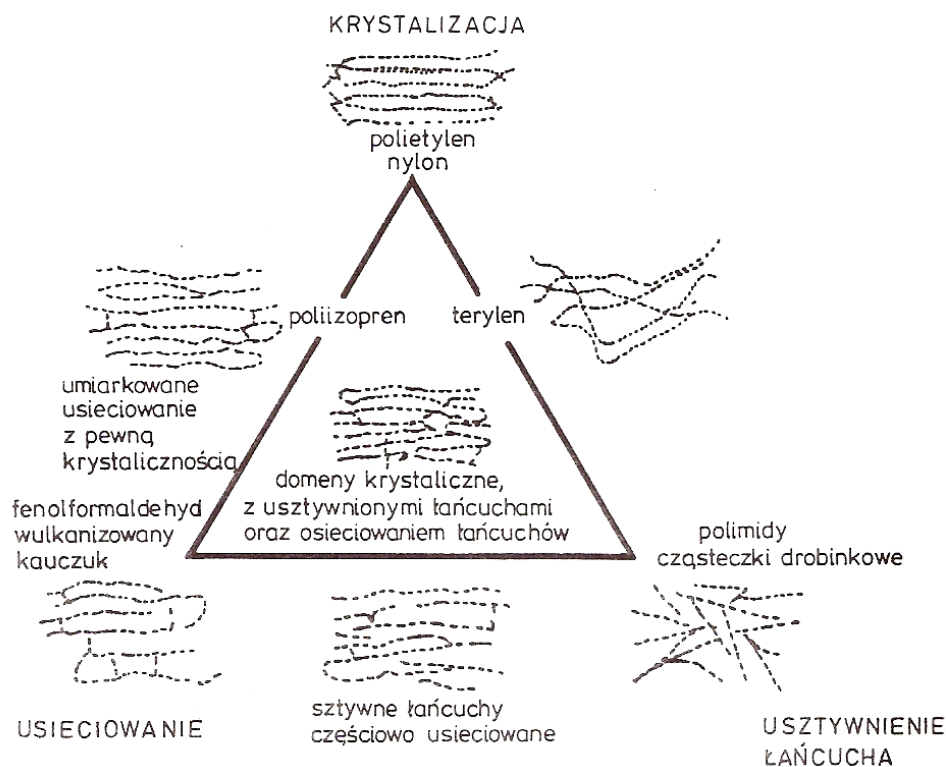 KRYSTALIZACJA
polietylen
nylon
poliizopren
terylen
umiarkowane
usieciowanie
z pewną
krystalicznością
domeny krystaliczne,
z usztywnionymi łańcuchami
oraz osieciowaniem łańcuchów
fenolformaldehyd
wulkanizowany
kauczuk
polimidy
cząsteczki drobinkowe
sztywne łańcuchy
częściowo usieciowane
USIECIOWANIE
USZTYWNIENIE
ŁAŃCUCHA